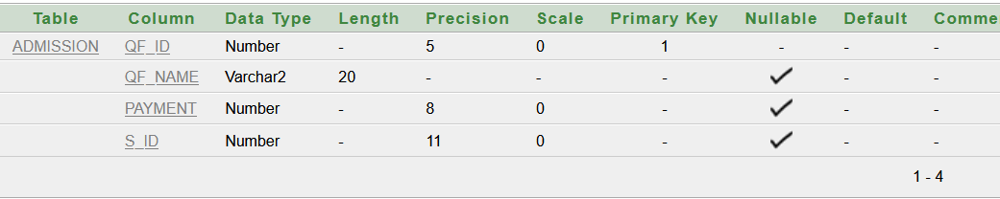 Table Column Data Type Length Precision Scale Primary Key Nullable Default Comme
ADMISSION QF_ID Number - 5 0 1 - - -
QF_NAME Varchar2 20 - - - - -
PAYMENT Number - 8 0 - - -
S_ID Number - 11 0 - - -
1 - 4